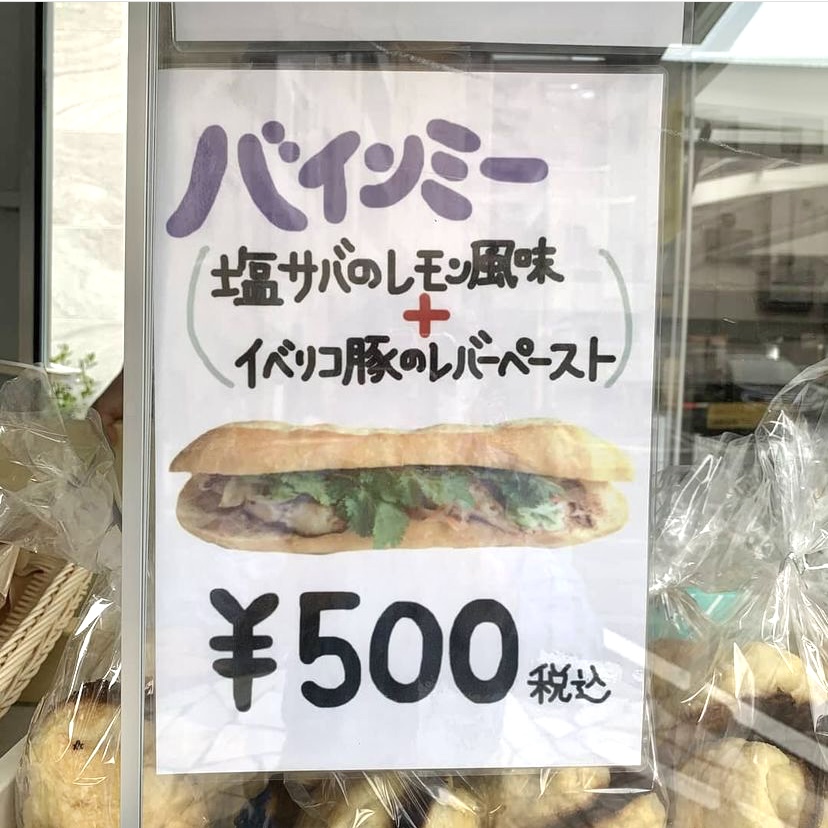 バインミー
(塩サバのレモン風味
+
イベリコ豚のレバーペースト)
¥500 税込